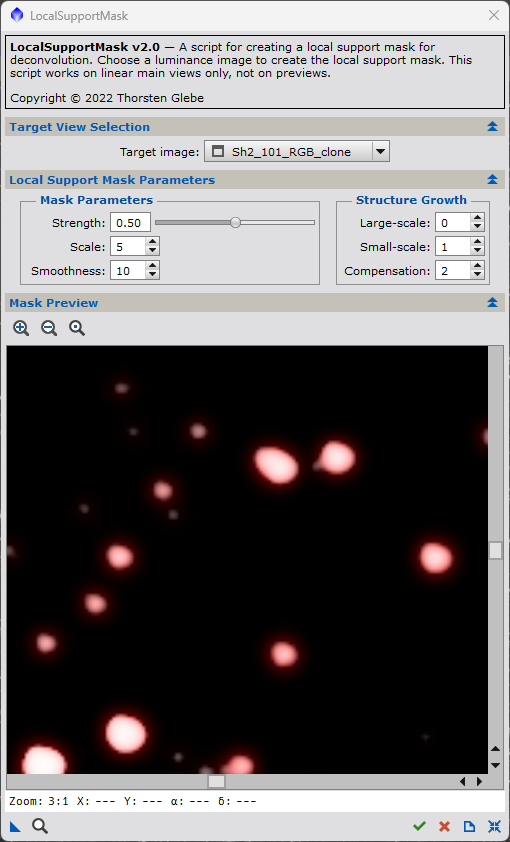 LocalSupportMask
LocalSupportMask v2.0 — A script for creating a local support mask for
deconvolution. Choose a luminance image to create the local support mask. This
script works on linear main views only, not on previews.
Copyright © 2022 Thorsten Glebe
Target View Selection
Target image: Sh2_101_RGB_clone
Local Support Mask Parameters
Mask Parameters
Strength: 0.50
Scale: 5
Smoothness: 10
Structure Growth
Large-scale: 0
Small-scale: 1
Compensation: 2
Mask Preview
Zoom: 3:1 X: --- Y: --- α: --- δ: ---